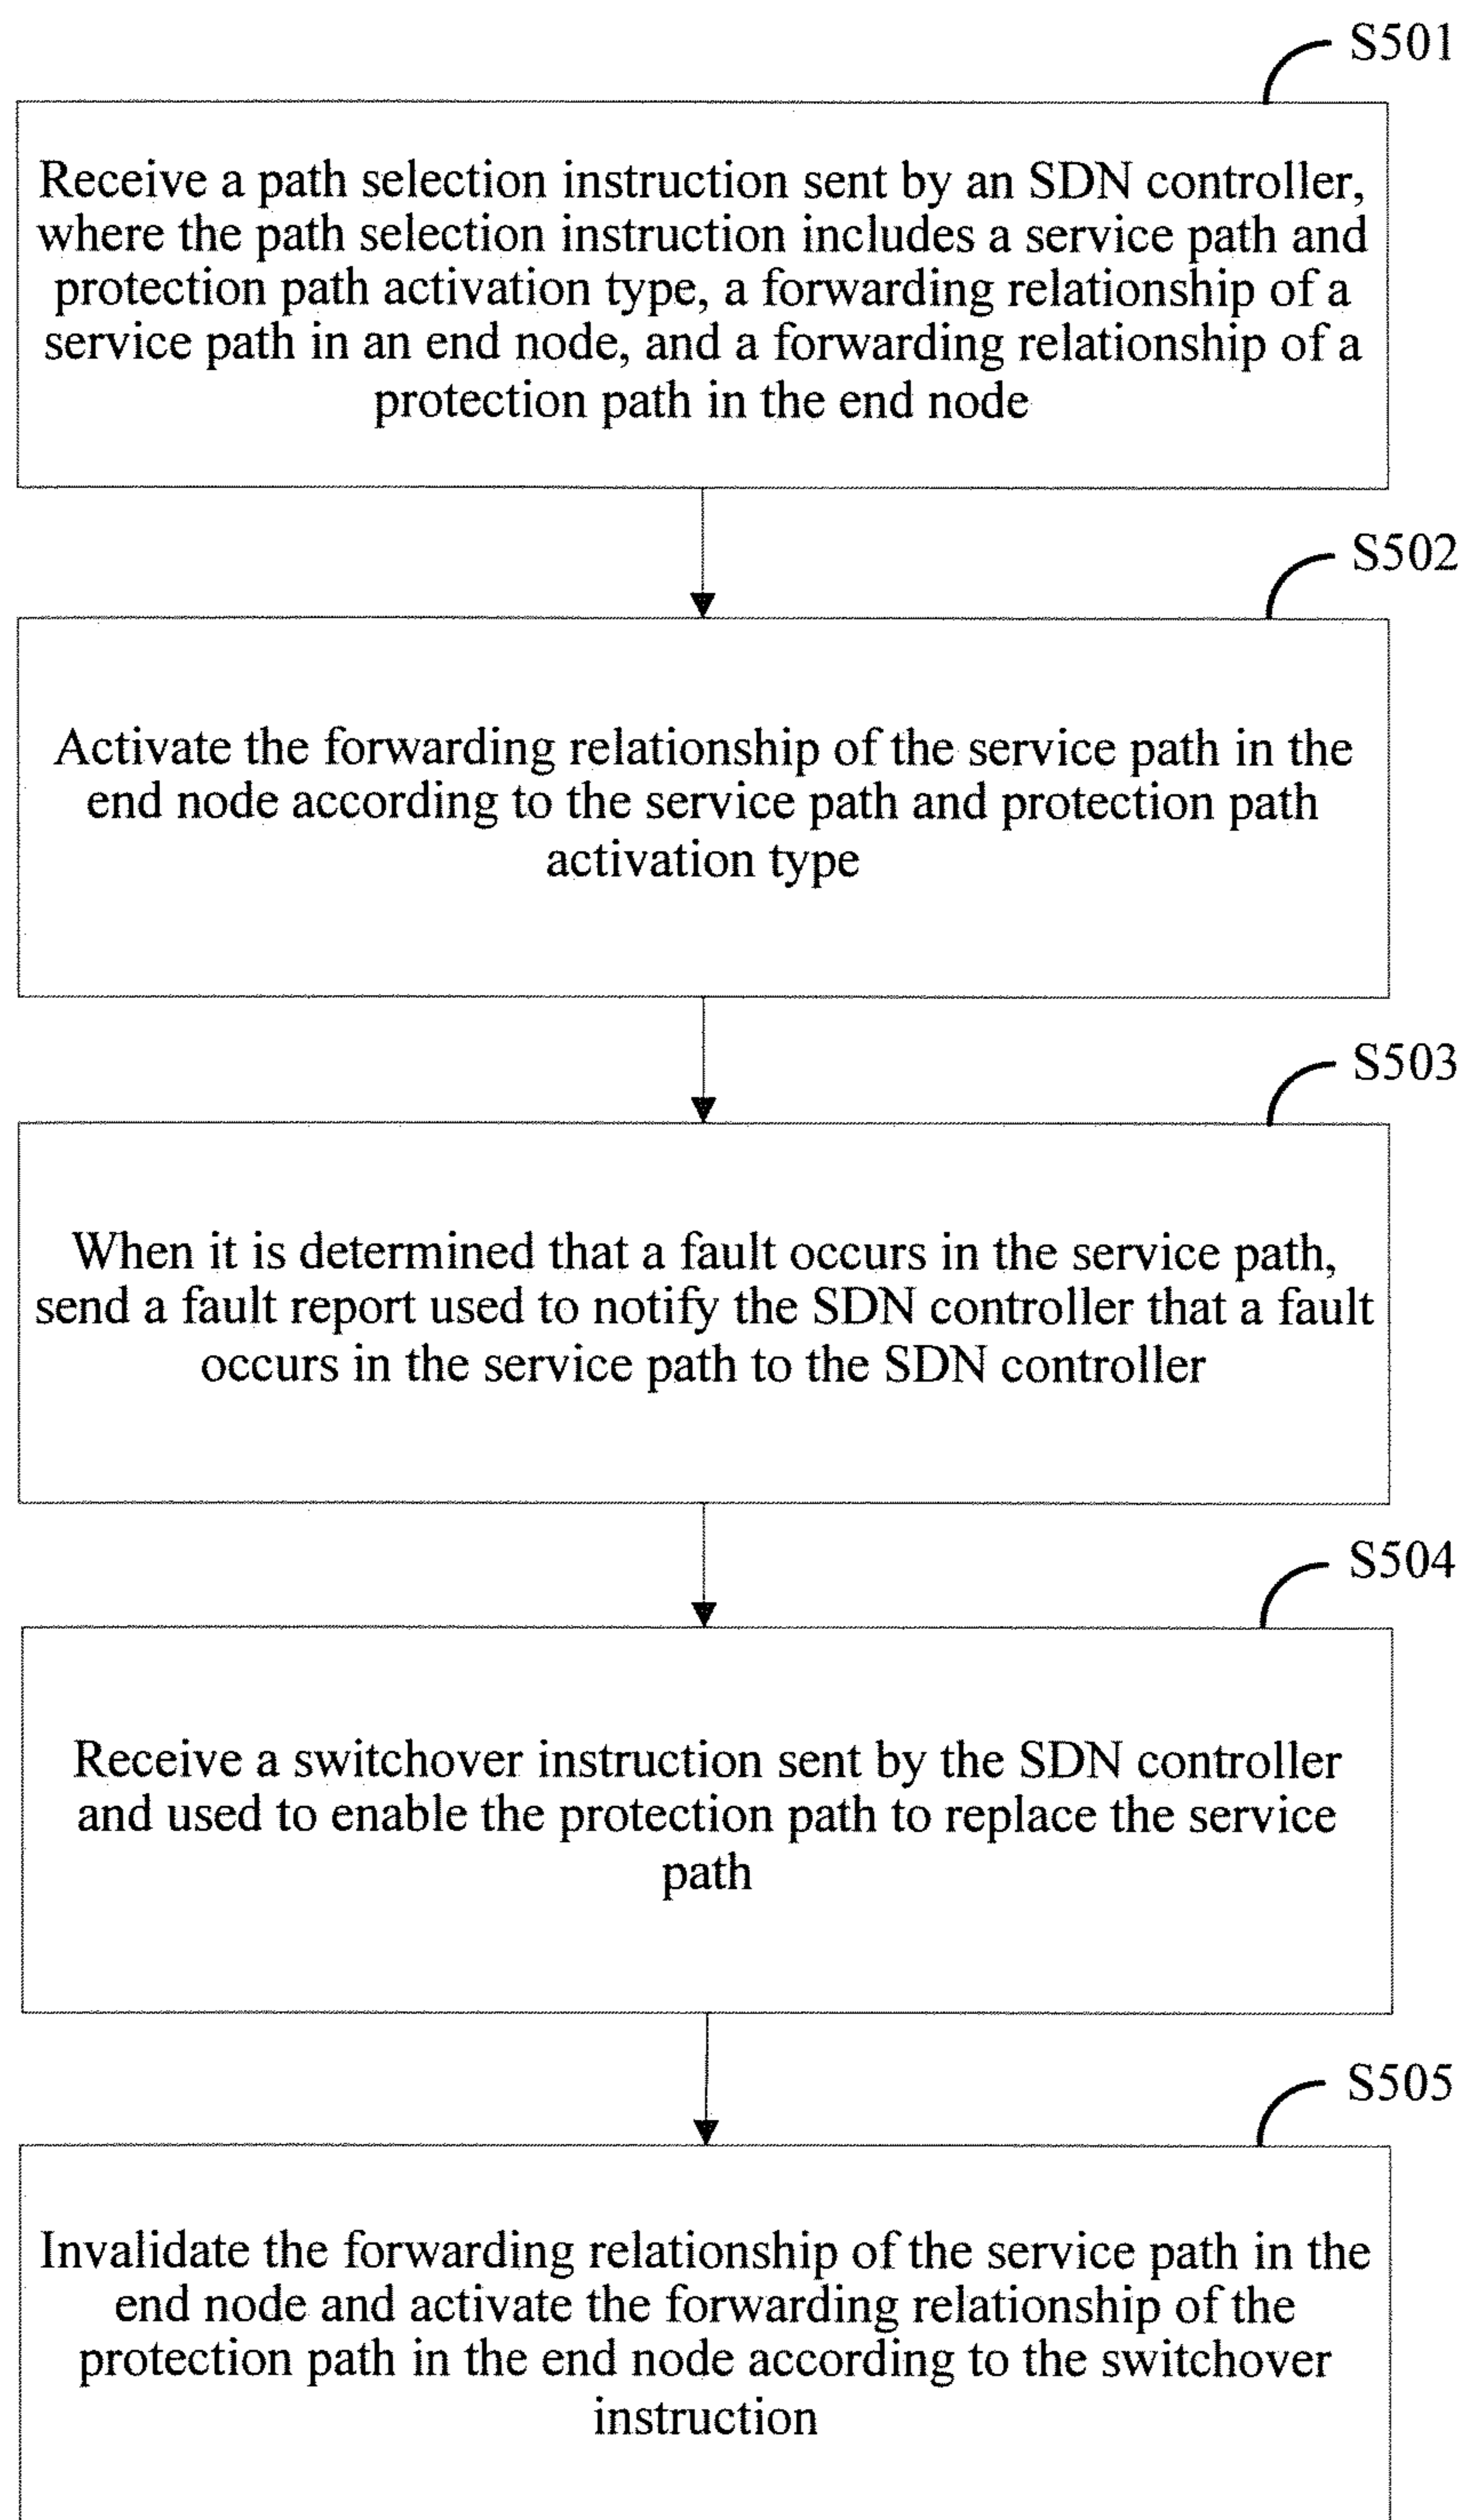 S501
Receive a path selection instruction sent by an SDN controller,
where the path selection instruction includes a service path and
protection path activation type, a forwarding relationship of a
service path in an end node, and a forwarding relationship of a
protection path in the end node
S502
Activate the forwarding relationship of the service path in the
end node according to the service path and protection path
activation type
S503
When it is determined that a fault occurs in the service path,
send a fault report used to notify the SDN controller that a fault
occurs in the service path to the SDN controller
S504
Receive a switchover instruction sent by the SDN controller
and used to enable the protection path to replace the service
path
S505
Invalidate the forwarding relationship of the service path in the
end node and activate the forwarding relationship of the
protection path in the end node according to the switchover
instruction